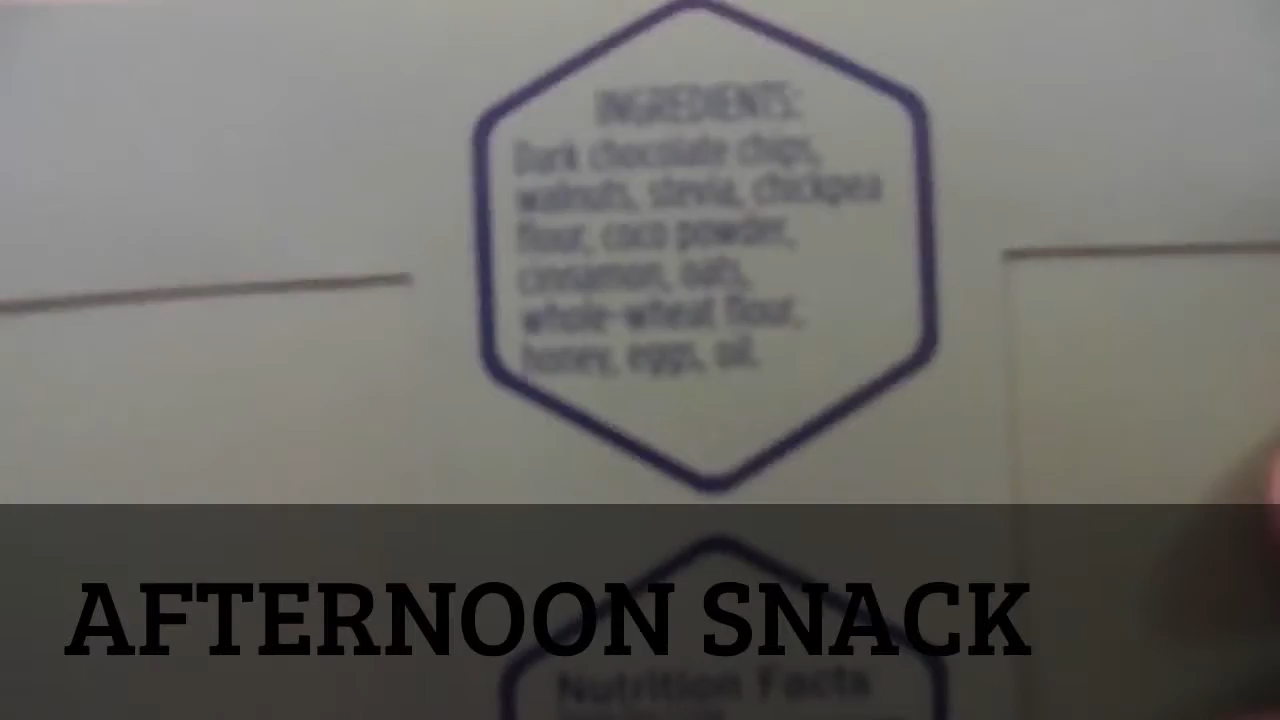 INGREDIENTS:
Dark chocolate chips,
walnuts, stevia, chickpea
flour, coco powder,
cinnamon, oats,
whole-wheat flour,
honey, eggs, oil.
AFTERNOON SNACK
Nutrition Facts